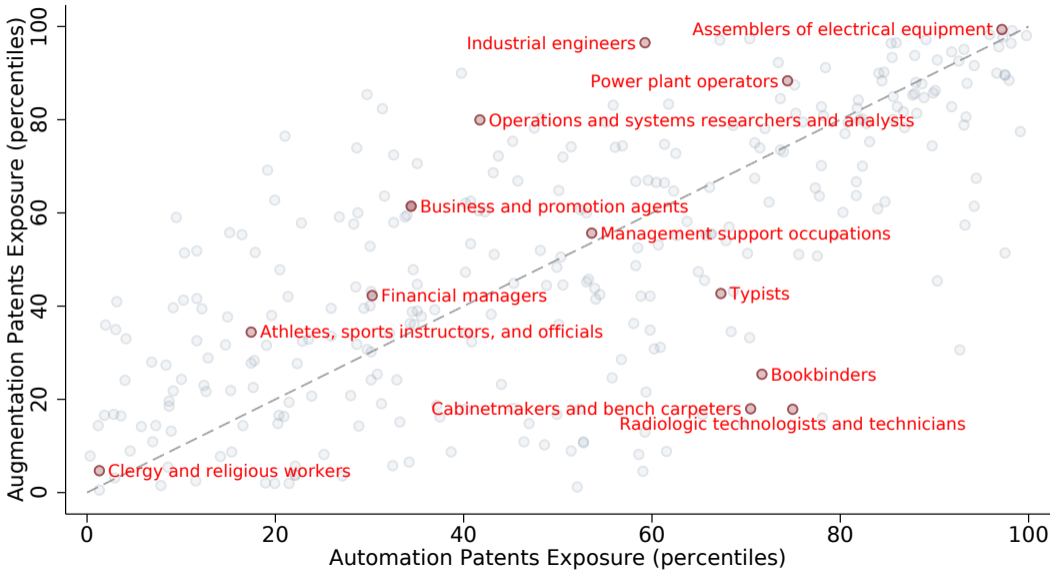 Augmentation Patents Exposure (percentiles)
100
80
60
40
20
0
Assemblers of electrical equipment
Industrial engineers
Power plant operators
Operations and systems researchers and analysts
Business and promotion agents
Management support occupations
Financial managers
Typists
Athletes, sports instructors, and officials
Bookbinders
Cabinetmakers and bench carpeters
Radiologic technologists and technicians
Clergy and religious workers
0 20 40 60 80 100
Automation Patents Exposure (percentiles)